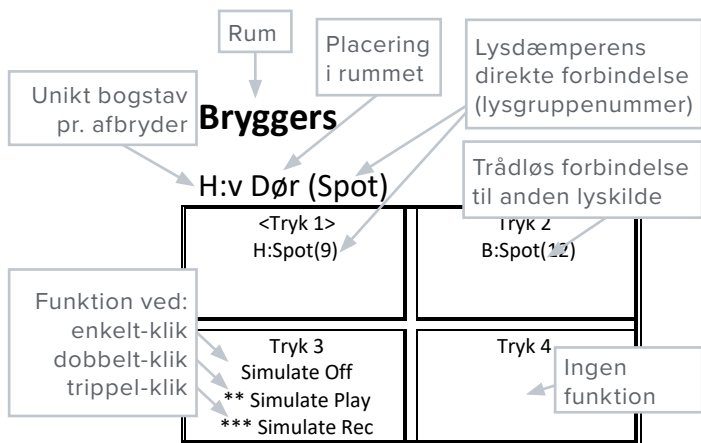 Rum
Placering
i rummet
Lysdæmperens
direkte forbindelse
(lysgruppenummer)
Unikt bogstav
pr. afbryder
Bryggers
H:v Dør (Spot)
Trådløs forbindelse
til anden lyskilde
<Tryk 1>
H:Spot(9)
Tryk 2
B:Spot(12)
Funktion ved:
enkelt-klik
dobbelt-klik
trippel-klik
Tryk 3
Simulate Off
** Simulate Play
*** Simulate Rec
Tryk 4
Ingen
funktion